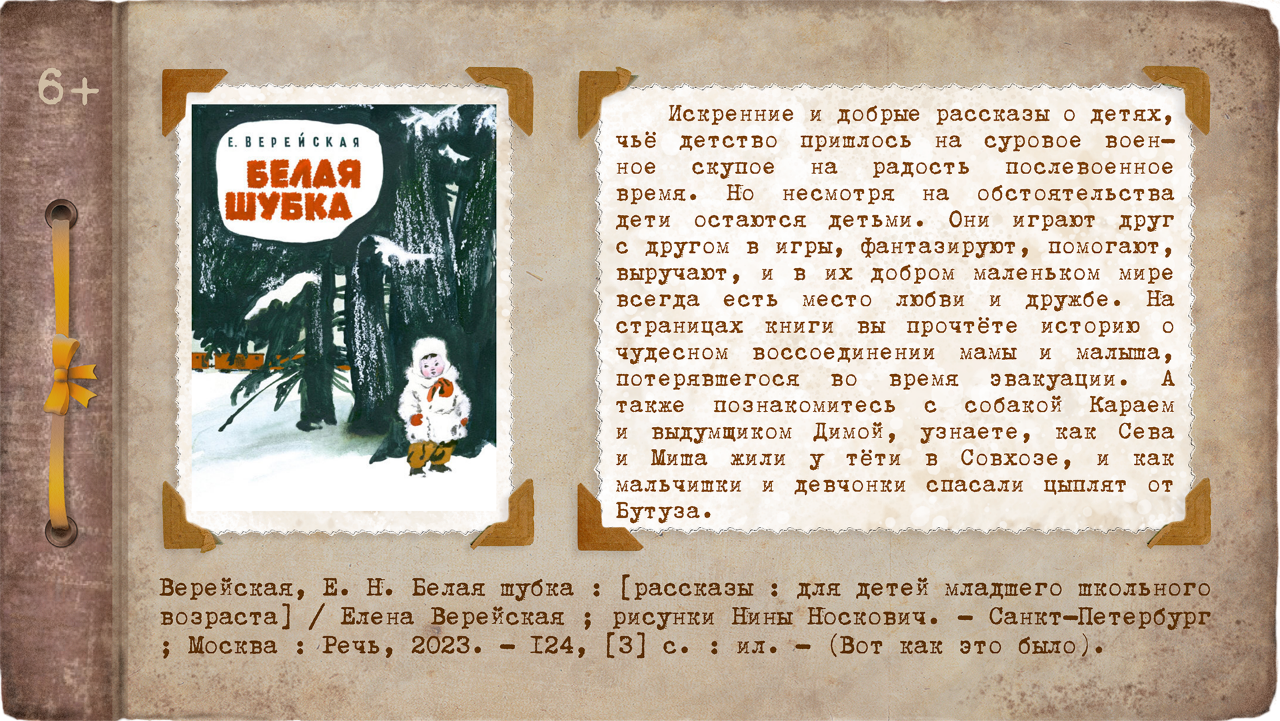 6+
Е. ВЕРЕЙСКАЯ
БЕЛАЯ
ШУБКА
Искренние и добрые рассказы о детях,
чьё детство пришлось на суровое воен-
ное скупое на радость послевоенное
время. Но несмотря на обстоятельства
дети остаются детьми. Они играют друг
с другом в игры, фантазируют, помогают,
выручают, и в их добром маленьком мире
всегда есть место любви и дружбе. На
страницах книги вы прочтёте историю о
чудесном воссоединении мамы и малыша,
потерявшегося во время эвакуации. А
также познакомитесь с собакой Караем
и выдумщиком Димой, узнаете, как Сева
и Миша жили у тёти в Совхозе, и как
мальчишки и девчонки спасали цыплят от
Бутуза.
Верейская, Е. Н. Белая шубка : [рассказы : для детей младшего школьного
возраста] / Елена Верейская ; рисунки Нины Носкович. – Санкт-Петербург
; Москва : Речь, 2023. – 124, [3] с. : ил. – (Вот как это было).